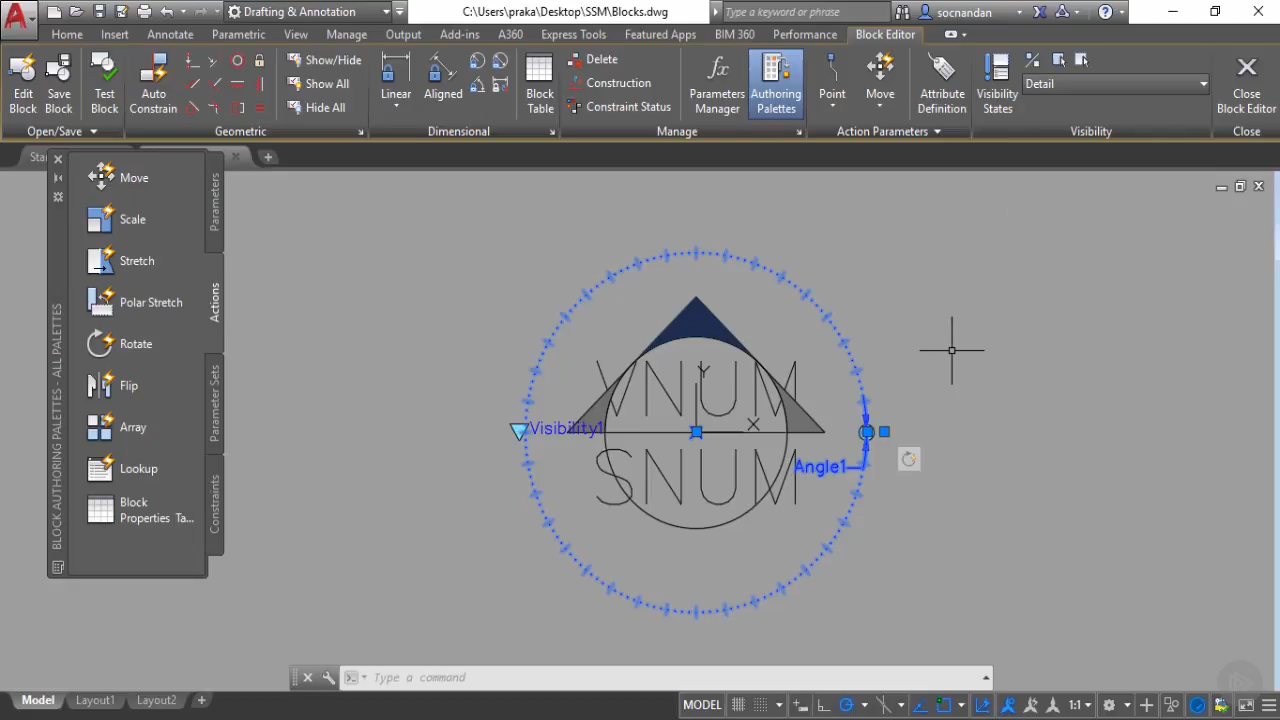 Drafting & Annotation
C:\Users\praka\Desktop\SSM\Blocks.dwg
Type a keyword or phrase
socnandan
Home Insert Annotate Parametric View Manage Output Add-ins A360 Express Tools Featured Apps BIM 360 Performance Block Editor
Edit Block
Save Block
Test Block
Auto Constrain
Show/Hide
Show All
Hide All
Linear
Aligned
Block Table
Delete
Construction
Constraint Status
Parameters Manager
Authoring Palettes
Point
Move
Attribute Definition
Visibility States
Detail
Close Block Editor
Open/Save Geometric Dimensional Manage Action Parameters Visibility Close
Sta
Move
Scale
Stretch
Polar Stretch
Rotate
Flip
Array
Lookup
Block Properties Ta...
Parameters
Actions
Parameter Sets
Constraints
BLOCK AUTHORING PALETTES - ALL PALETTES
VNUM
Y
X
Visibility1
SNUM
Angle1
Type a command
Model Layout1 Layout2
MODEL
1:1